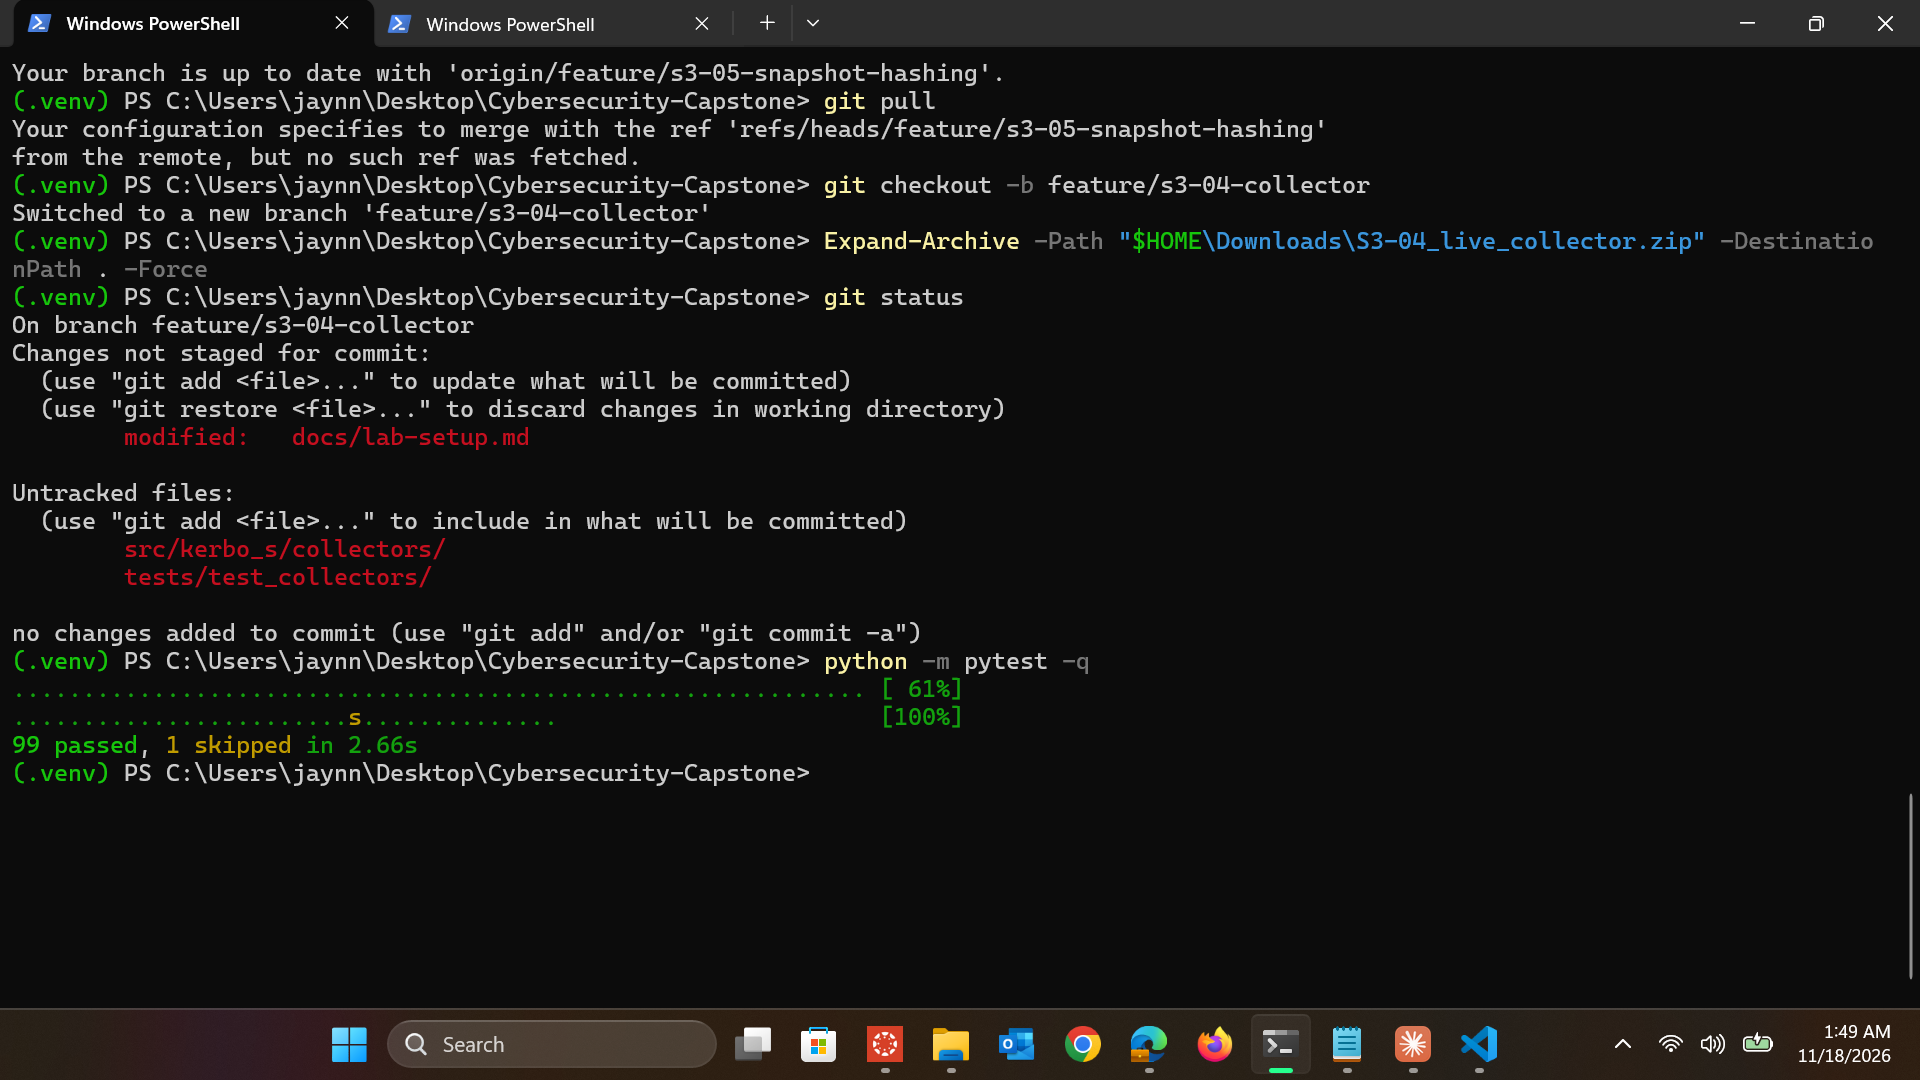 Windows PowerShell
Windows PowerShell
Your branch is up to date with 'origin/feature/s3-05-snapshot-hashing'.
(.venv) PS C:\Users\jaynn\Desktop\Cybersecurity-Capstone> git pull
Your configuration specifies to merge with the ref 'refs/heads/feature/s3-05-snapshot-hashing'
from the remote, but no such ref was fetched.
(.venv) PS C:\Users\jaynn\Desktop\Cybersecurity-Capstone> git checkout -b feature/s3-04-collector
Switched to a new branch 'feature/s3-04-collector'
(.venv) PS C:\Users\jaynn\Desktop\Cybersecurity-Capstone> Expand-Archive -Path "$HOME\Downloads\S3-04_live_collector.zip" -Destinatio
nPath . -Force
(.venv) PS C:\Users\jaynn\Desktop\Cybersecurity-Capstone> git status
On branch feature/s3-04-collector
Changes not staged for commit:
  (use "git add <file>..." to update what will be committed)
  (use "git restore <file>..." to discard changes in working directory)
        modified:   docs/lab-setup.md

Untracked files:
  (use "git add <file>..." to include in what will be committed)
        src/kerbo_s/collectors/
        tests/test_collectors/

no changes added to commit (use "git add" and/or "git commit -a")
(.venv) PS C:\Users\jaynn\Desktop\Cybersecurity-Capstone> python -m pytest -q
............................................................. [ 61%]
........................s.............. [100%]
99 passed, 1 skipped in 2.66s
(.venv) PS C:\Users\jaynn\Desktop\Cybersecurity-Capstone>
Search
1:49 AM
11/18/2026